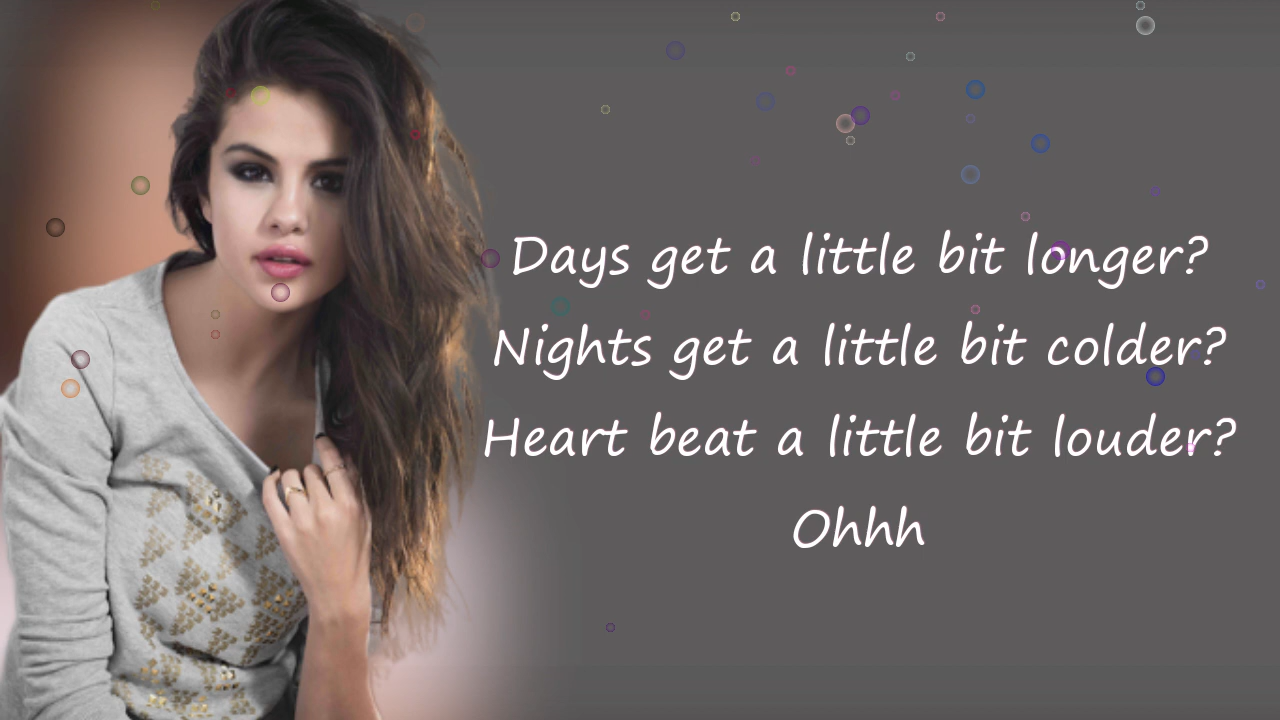 Days get a little bit longer?
Nights get a little bit colder?
Heart beat a little bit louder?
Ohhh